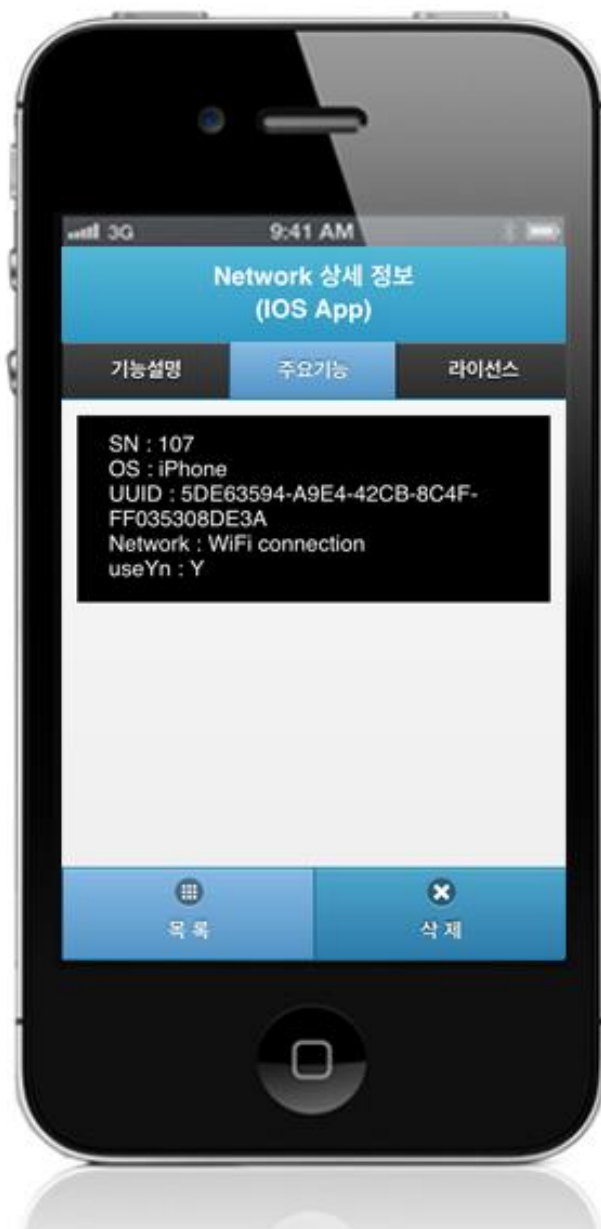 3G 9:41 AM
Network 상세 정보
(IOS App)
기능설명 주요기능 라이선스
SN : 107
OS : iPhone
UUID : 5DE63594-A9E4-42CB-8C4F-
FF035308DE3A
Network : WiFi connection
useYn : Y
목 록 삭 제